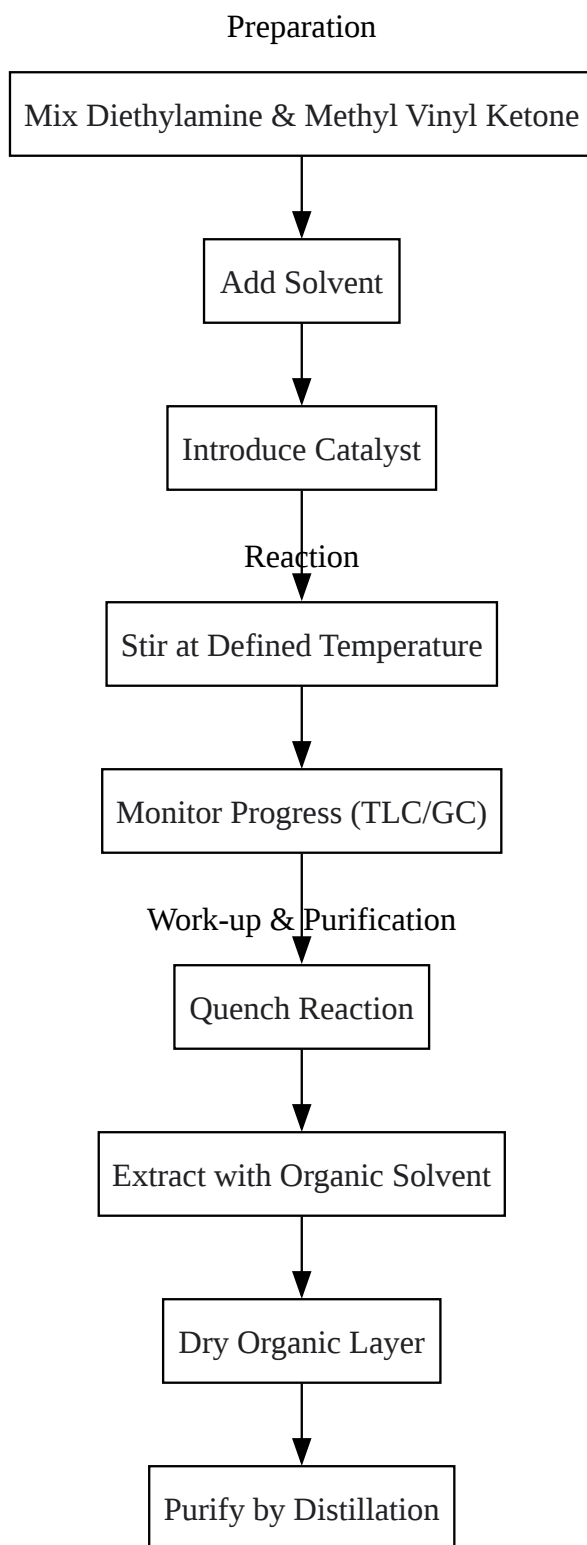 Preparation
Mix Diethylamine & Methyl Vinyl Ketone
Add Solvent
Introduce Catalyst
Reaction
Stir at Defined Temperature
Monitor Progress (TLC/GC)
Work-up & Purification
Quench Reaction
Extract with Organic Solvent
Dry Organic Layer
Purify by Distillation